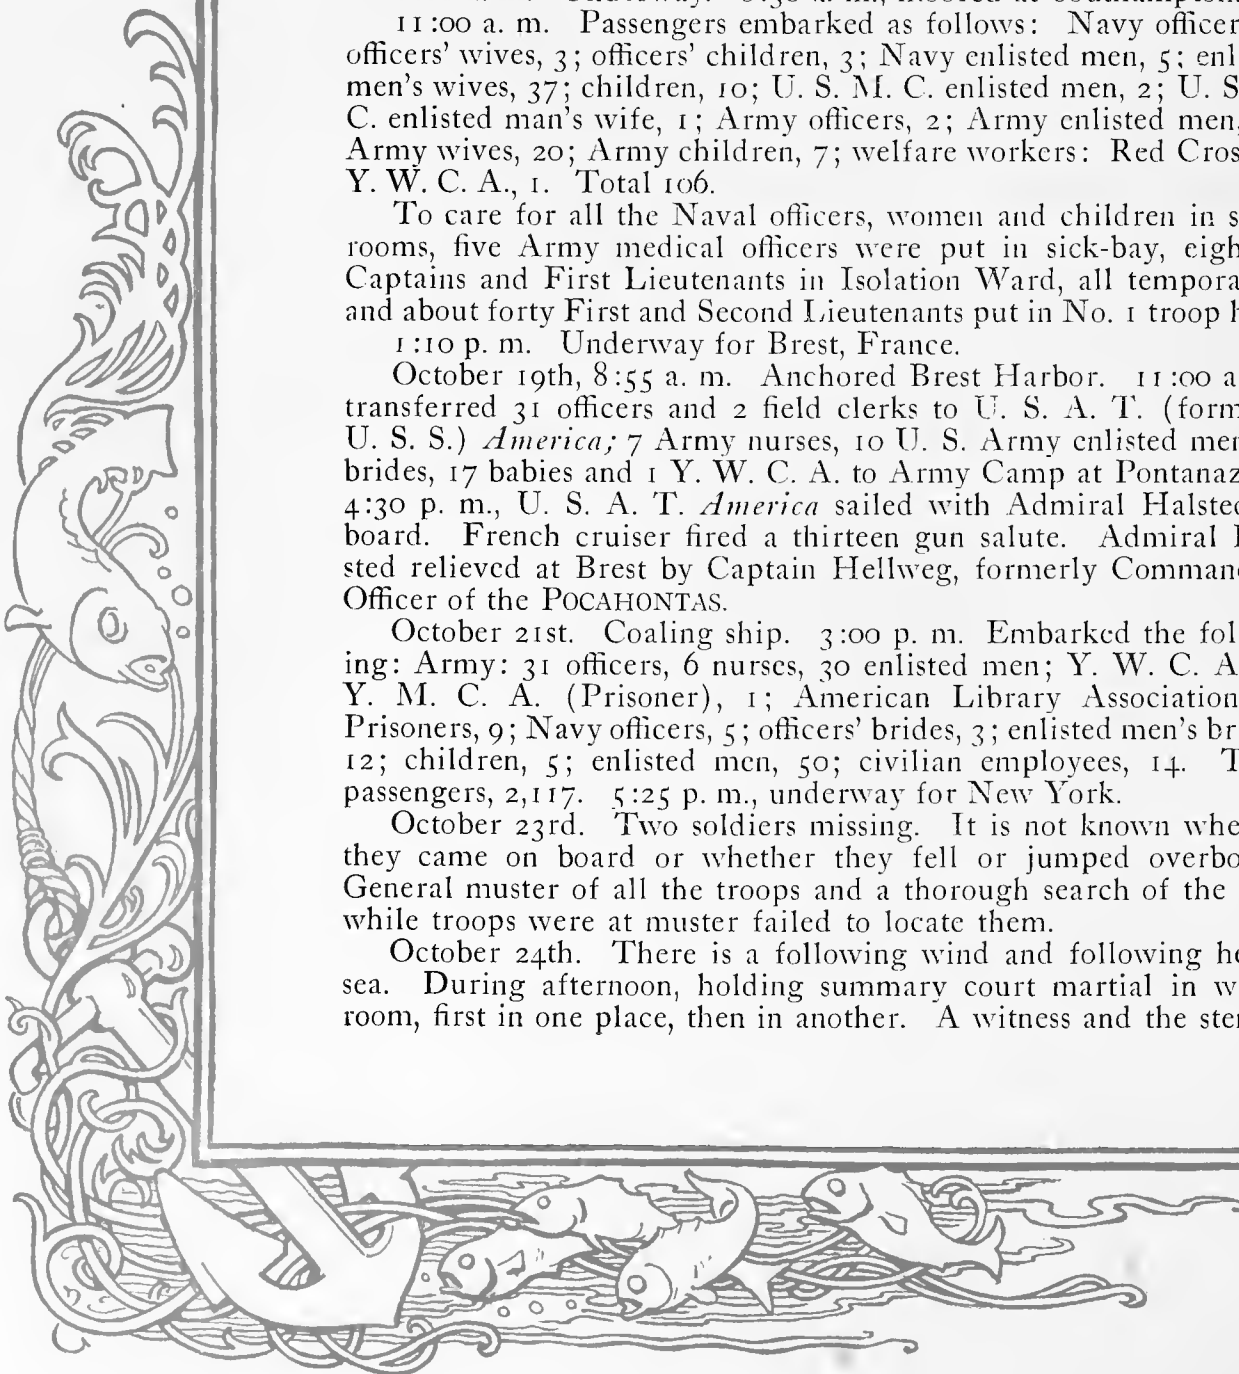 Underway.
11:00 a. m. Passengers embarked as follows: Navy officer
officers' wives, 3; officers' children, 3; Navy enlisted men, 5; enl
men's wives, 37; children, 10; U. S. M. C. enlisted men, 2; U. S
C. enlisted man's wife, 1; Army officers, 2; Army enlisted men,
Army wives, 20; Army children, 7; welfare workers: Red Cros
Y. W. C. A., 1. Total 106.
To care for all the Naval officers, women and children in s
rooms, five Army medical officers were put in sick-bay, eigh
Captains and First Lieutenants in Isolation Ward, all tempora
and about forty First and Second Lieutenants put in No. 1 troop h
1:10 p. m. Underway for Brest, France.
October 19th, 8:55 a. m. Anchored Brest Harbor. 11:00 a
transferred 31 officers and 2 field clerks to U. S. A. T. (form
U. S. S.) America; 7 Army nurses, 10 U. S. Army enlisted men
brides, 17 babies and 1 Y. W. C. A. to Army Camp at Pontanaz
4:30 p. m., U. S. A. T. America sailed with Admiral Halsted
board. French cruiser fired a thirteen gun salute. Admiral H
sted relieved at Brest by Captain Hellweg, formerly Command
Officer of the POCAHONTAS.
October 21st. Coaling ship. 3:00 p. m. Embarked the fol
ing: Army: 31 officers, 6 nurses, 30 enlisted men; Y. W. C. A
Y. M. C. A. (Prisoner), 1; American Library Association
Prisoners, 9; Navy officers, 5; officers' brides, 3; enlisted men's br
12; children, 5; enlisted men, 50; civilian employees, 14. T
passengers, 2,117. 5:25 p. m., underway for New York.
October 23rd. Two soldiers missing. It is not known whe
they came on board or whether they fell or jumped overbo
General muster of all the troops and a thorough search of the
while troops were at muster failed to locate them.
October 24th. There is a following wind and following he
sea. During afternoon, holding summary court martial in w
room, first in one place, then in another. A witness and the ste